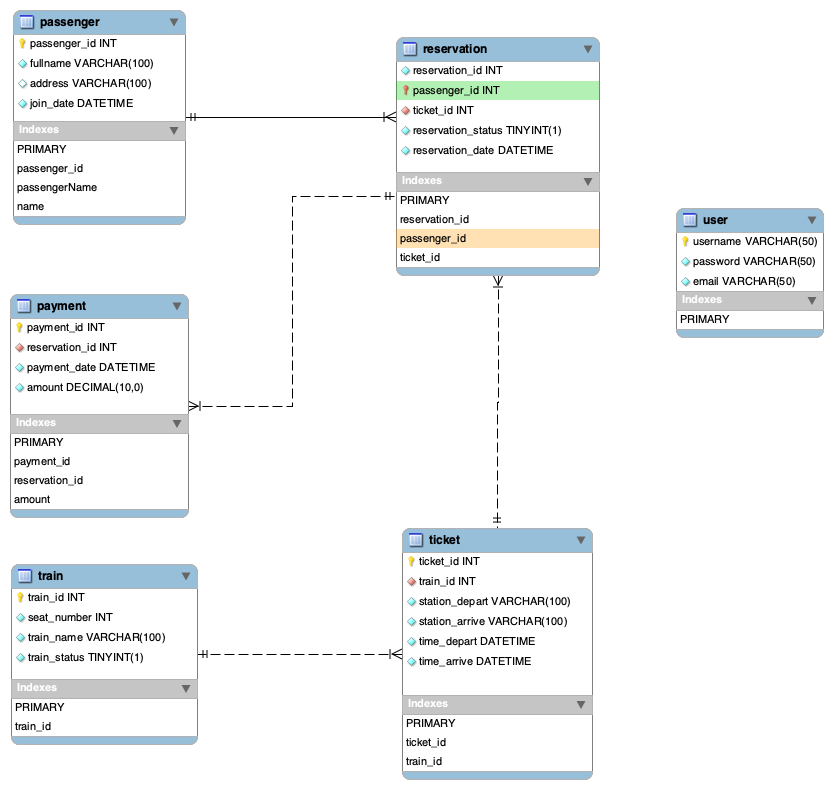 passenger
passenger_id INT
fullname VARCHAR(100)
address VARCHAR(100)
join_date DATETIME
Indexes
PRIMARY
passenger_id
passengerName
name
reservation
reservation_id INT
passenger_id INT
ticket_id INT
reservation_status TINYINT(1)
reservation_date DATETIME
Indexes
PRIMARY
reservation_id
passenger_id
ticket_id
user
username VARCHAR(50)
password VARCHAR(50)
email VARCHAR(50)
Indexes
PRIMARY
payment
payment_id INT
reservation_id INT
payment_date DATETIME
amount DECIMAL(10,0)
Indexes
PRIMARY
payment_id
reservation_id
amount
train
train_id INT
seat_number INT
train_name VARCHAR(100)
train_status TINYINT(1)
Indexes
PRIMARY
train_id
ticket
ticket_id INT
train_id INT
station_depart VARCHAR(100)
station_arrive VARCHAR(100)
time_depart DATETIME
time_arrive DATETIME
Indexes
PRIMARY
ticket_id
train_id